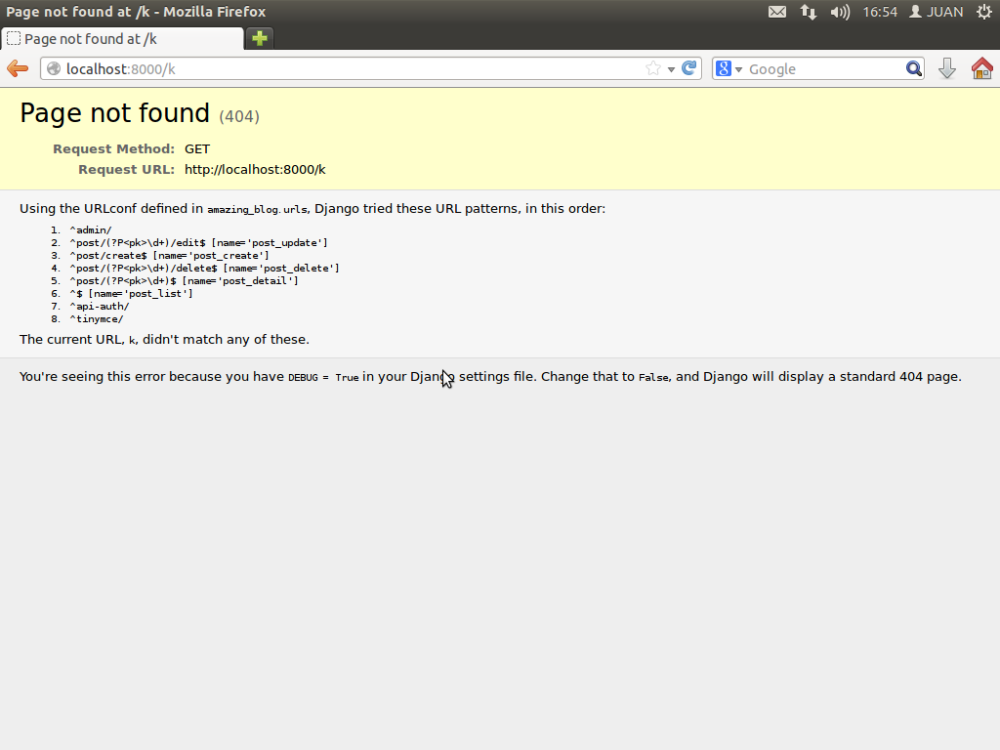 Page not found at /k - Mozilla Firefox
16:54 JUAN
Page not found at /k
localhost:8000/k
8 Google
Page not found (404)
Request Method: GET
Request URL: http://localhost:8000/k
Using the URLconf defined in amazing_blog.urls, Django tried these URL patterns, in this order:
1. ^admin/
2. ^post/(?P<pk>\d+)/edit$ [name='post_update']
3. ^post/create$ [name='post_create']
4. ^post/(?P<pk>\d+)/delete$ [name='post_delete']
5. ^post/(?P<pk>\d+)$ [name='post_detail']
6. ^$ [name='post_list']
7. ^api-auth/
8. ^tinymce/
The current URL, k, didn't match any of these.
You're seeing this error because you have DEBUG = True in your Django settings file. Change that to False, and Django will display a standard 404 page.